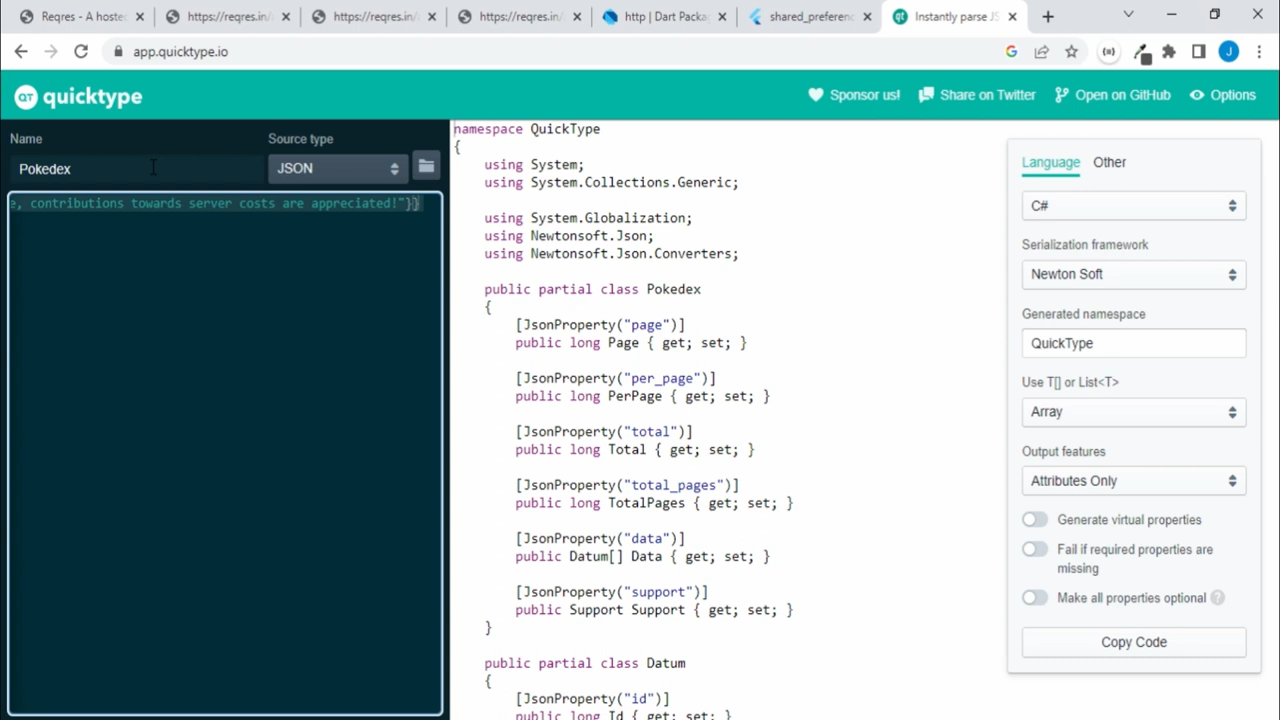 Reqres - A hoste
https://reqres.in/
https://reqres.in/
https://reqres.in/
http | Dart Packa
shared_preferen
Instantly parse JS
app.quicktype.io
J
QT quicktype
Sponsor us!
Share on Twitter
Open on GitHub
Options
Name
Source type
Pokedex
JSON
e, contributions towards server costs are appreciated!"}}
namespace QuickType
{
using System;
using System.Collections.Generic;
using System.Globalization;
using Newtonsoft.Json;
using Newtonsoft.Json.Converters;
public partial class Pokedex
{
[JsonProperty("page")]
public long Page { get; set; }
[JsonProperty("per_page")]
public long PerPage { get; set; }
[JsonProperty("total")]
public long Total { get; set; }
[JsonProperty("total_pages")]
public long TotalPages { get; set; }
[JsonProperty("data")]
public Datum[] Data { get; set; }
[JsonProperty("support")]
public Support Support { get; set; }
}
public partial class Datum
{
[JsonProperty("id")]
public long Id { get; set; }
Language
Other
C#
Serialization framework
Newton Soft
Generated namespace
QuickType
Use T[] or List<T>
Array
Output features
Attributes Only
Generate virtual properties
Fail if required properties are
missing
Make all properties optional ?
Copy Code